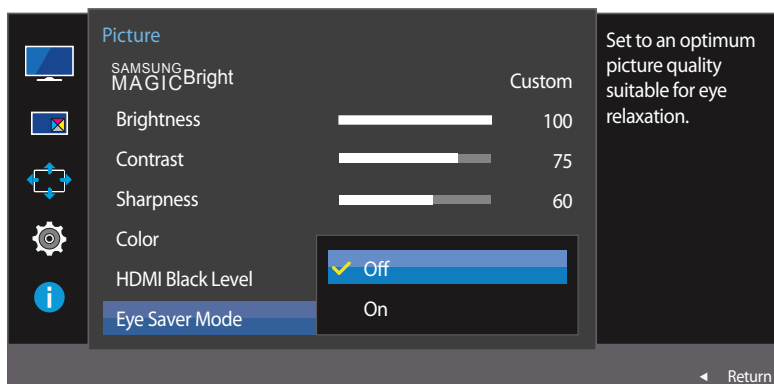 Picture
SAMSUNG
MAGICBright Custom
Brightness 100
Contrast 75
Sharpness 60
Color
HDMI Black Level
Eye Saver Mode
Off
On
Set to an optimum
picture quality
suitable for eye
relaxation.
Return